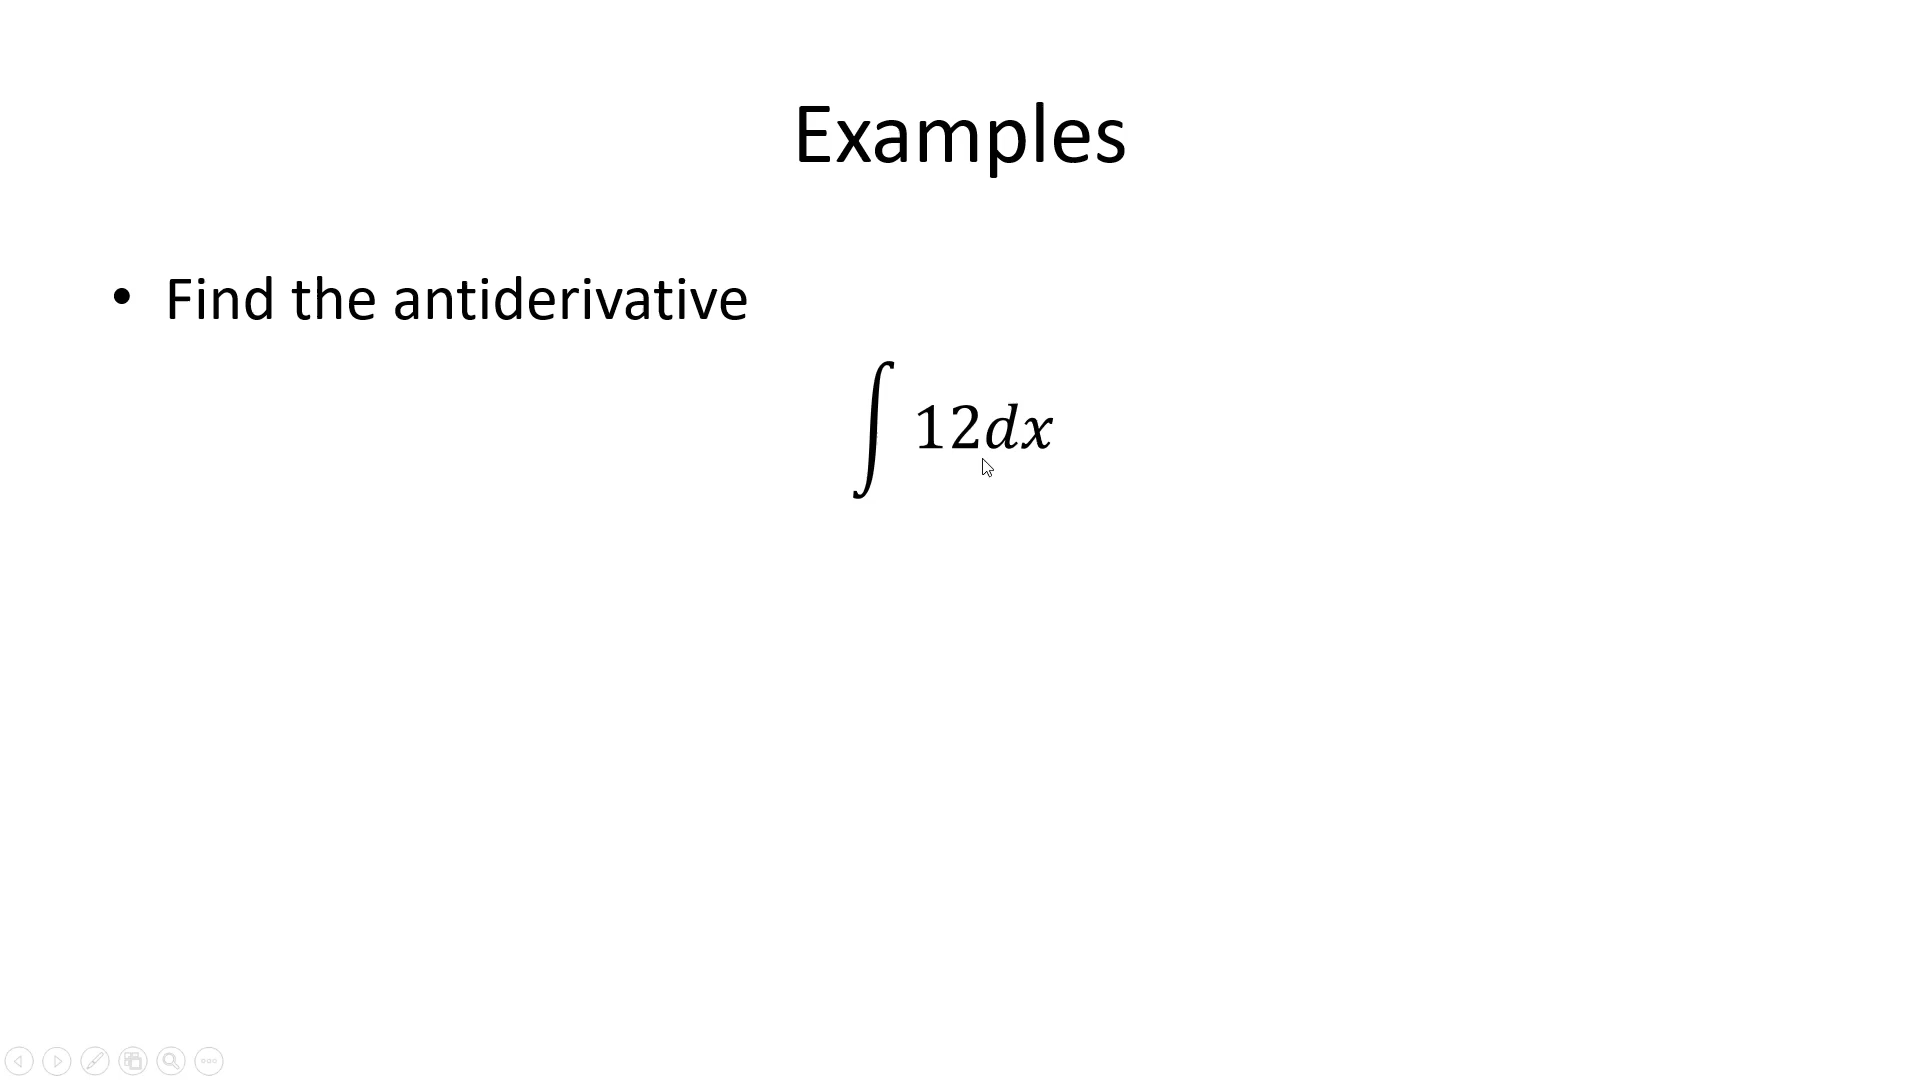 Examples
• Find the antiderivative
∫ 12dx